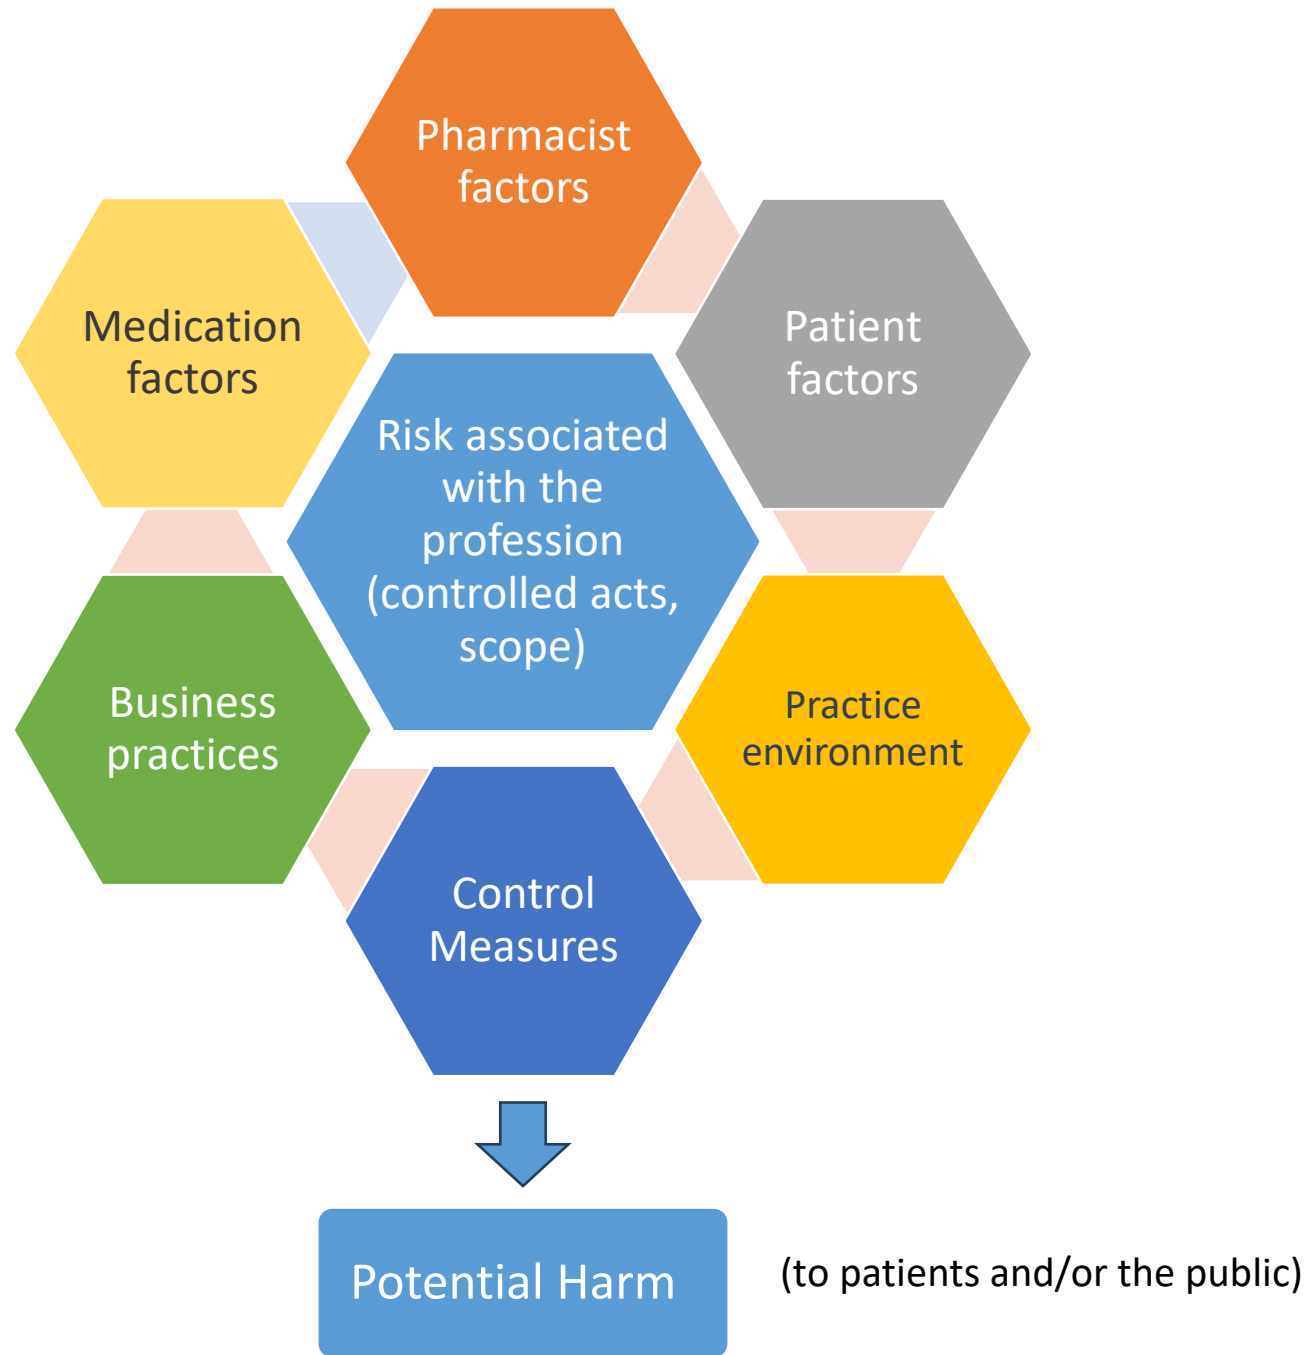 Pharmacist
factors
Medication
factors
Patient
factors
Risk associated
with the
profession
(controlled acts,
scope)
Business
practices
Practice
environment
Control
Measures
Potential Harm
(to patients and/or the public)